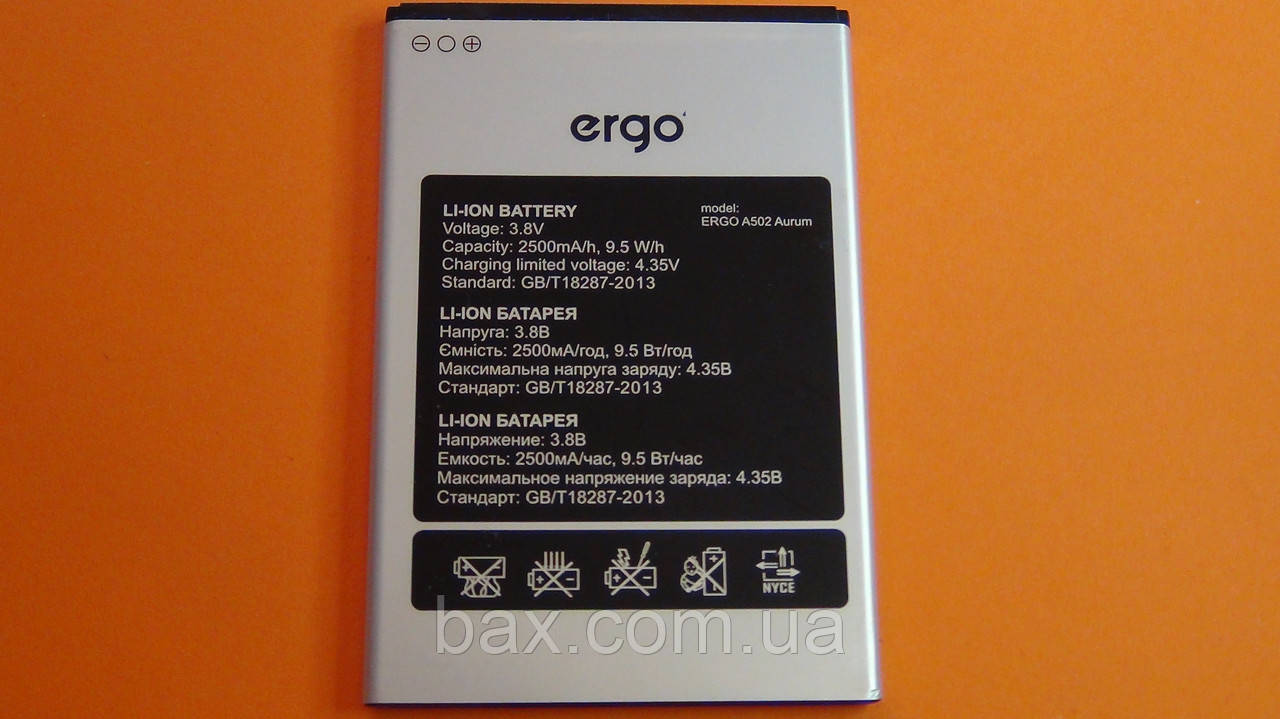 ergo
LI-ION BATTERY
Voltage: 3.8V
Capacity: 2500mA/h, 9.5 W/h
Charging limited voltage: 4.35V
Standard: GB/T18287-2013
model:
ERGO A502 Aurum
LI-ION БАТАРЕЯ
Напруга: 3.8В
Ємність: 2500мА/год, 9.5 Вт/год
Максимальна напруга заряду: 4.35В
Стандарт: GB/T18287-2013
LI-ION БАТАРЕЯ
Напряжение: 3.8В
Емкость: 2500мА/час, 9.5 Вт/час
Максимальное напряжение заряда: 4.35В
Стандарт: GB/T18287-2013
NYCE
bax.com.ua